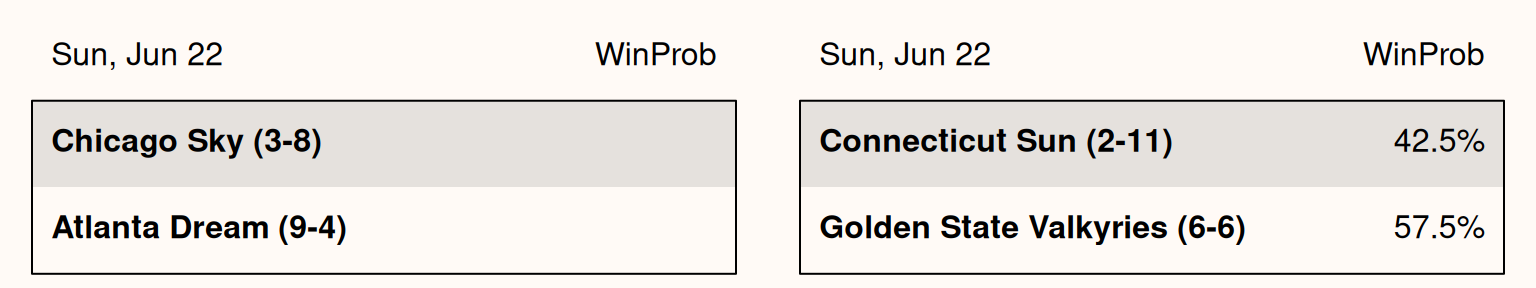 Sun, Jun 22 WinProb
Chicago Sky (3-8)
Atlanta Dream (9-4)
Sun, Jun 22 WinProb
Connecticut Sun (2-11) 42.5%
Golden State Valkyries (6-6) 57.5%